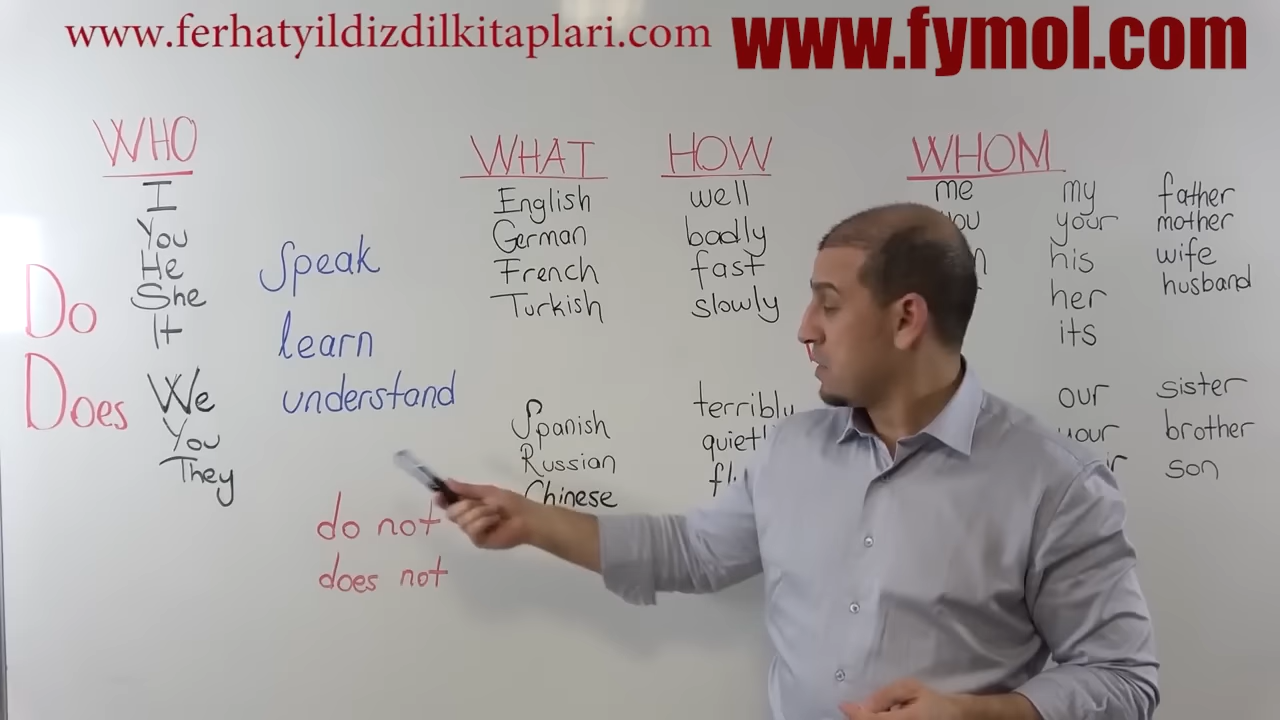 www.ferhatyildizdilkitaplari.com
www.fymol.com
WHO
I
You
He
She
It
We
You
They
Do
Does
speak
learn
understand
do not
does not
WHAT
English
German
French
Turkish
Spanish
Russian
Chinese
HOW
well
badly
fast
slowly
terribly
WHOM
me
my
your
his
her
its
our
father
mother
wife
husband
sister
brother
son